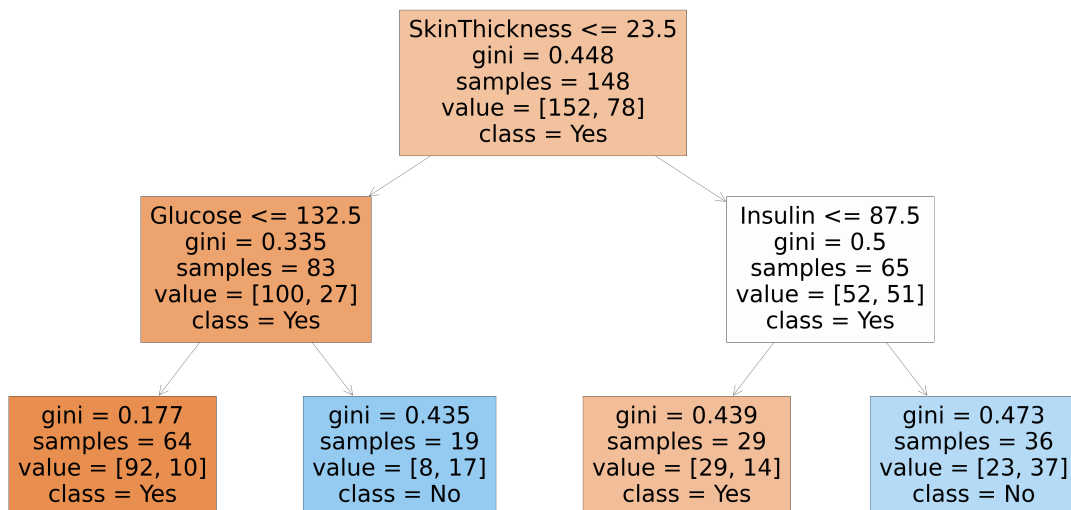 SkinThickness <= 23.5
gini = 0.448
samples = 148
value = [152, 78]
class = Yes
Glucose <= 132.5
gini = 0.335
samples = 83
value = [100, 27]
class = Yes
Insulin <= 87.5
gini = 0.5
samples = 65
value = [52, 51]
class = Yes
gini = 0.177
samples = 64
value = [92, 10]
class = Yes
gini = 0.435
samples = 19
value = [8, 17]
class = No
gini = 0.439
samples = 29
value = [29, 14]
class = Yes
gini = 0.473
samples = 36
value = [23, 37]
class = No